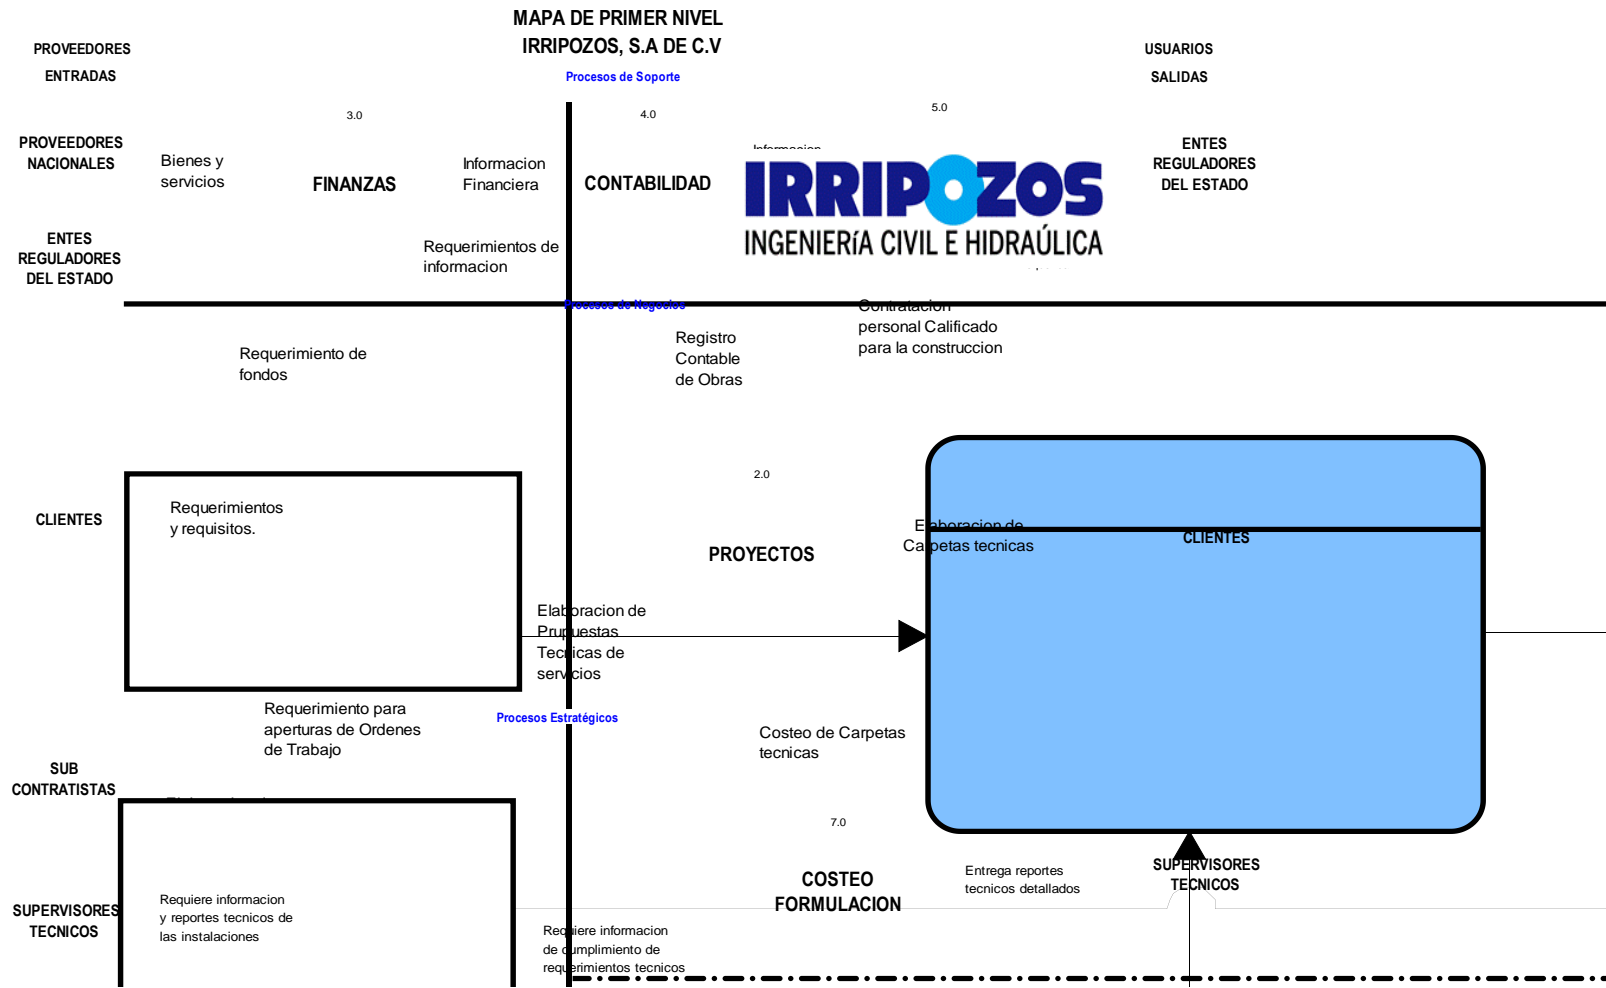 MAPA DE PRIMER NIVEL
IRRIPOZOS, S.A DE C.V
PROVEEDORES
ENTRADAS
USUARIOS
SALIDAS
Procesos de Soporte
3.0
4.0
5.0
PROVEEDORES
NACIONALES
Bienes y
servicios
FINANZAS
Informacion
Financiera
CONTABILIDAD
Informacion
IRRIPOZOS
INGENIERíA CIVIL E HIDRAÚLICA
ENTES
REGULADORES
DEL ESTADO
ENTES
REGULADORES
DEL ESTADO
Requerimientos de
informacion
Procesos de Negocios
Contratacion
personal Calificado
para la construccion
Requerimiento de
fondos
Registro
Contable
de Obras
2.0
CLIENTES
Requerimientos
y requisitos.
PROYECTOS
Elaboracion de
Carpetas tecnicas
CLIENTES
Elaboracion de
Prupuestas
Tecnicas de
servicios
Requerimiento para
aperturas de Ordenes
de Trabajo
Procesos Estratégicos
Costeo de Carpetas
tecnicas
SUB
CONTRATISTAS
7.0
COSTEO
FORMULACION
Entrega reportes
tecnicos detallados
SUPERVISORES
TECNICOS
SUPERVISORES
TECNICOS
Requiere informacion
y reportes tecnicos de
las instalaciones
Requiere informacion
de cumplimiento de
requerimientos tecnicos